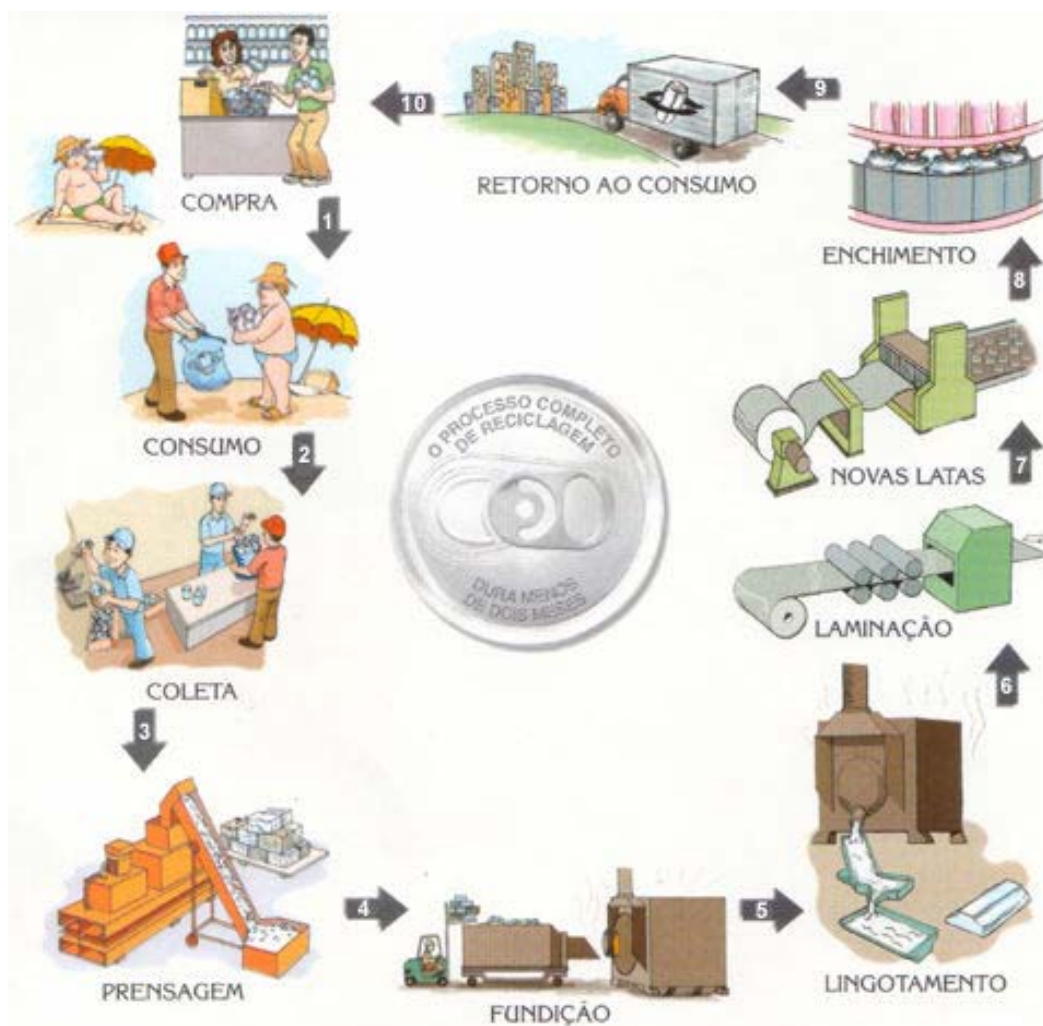 COMPRA
1
CONSUMO
2
COLETA
3
PRENSAGEM
4
FUNDIÇÃO
5
LINGOTAMENTO
6
LAMINAÇÃO
7
NOVAS LATAS
8
ENCHIMENTO
9
RETORNO AO CONSUMO
10
O PROCESSO COMPLETO
DE RECICLAGEM
DURA MENOS
DE DOIS MESES